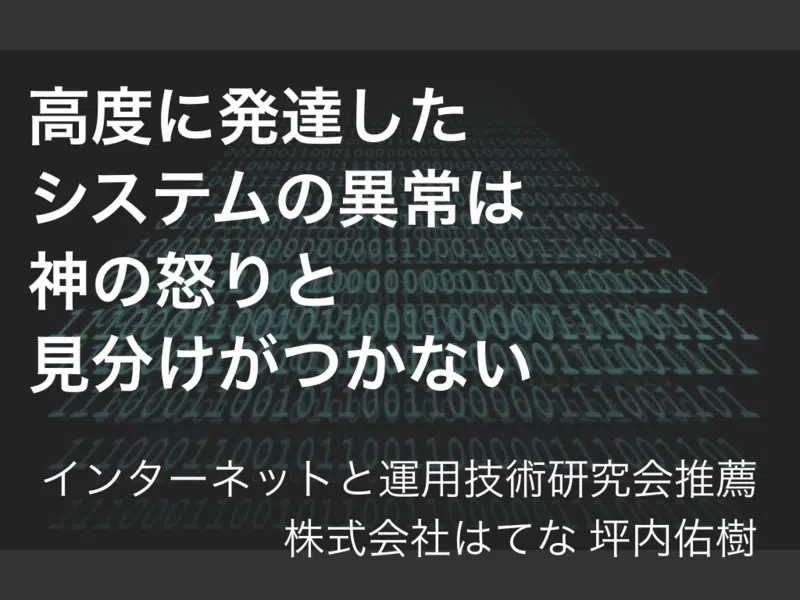 高度に発達した
システムの異常は
神の怒りと
見分けがつかない
インターネットと運用技術研究会推薦
株式会社はてな 坪内佑樹